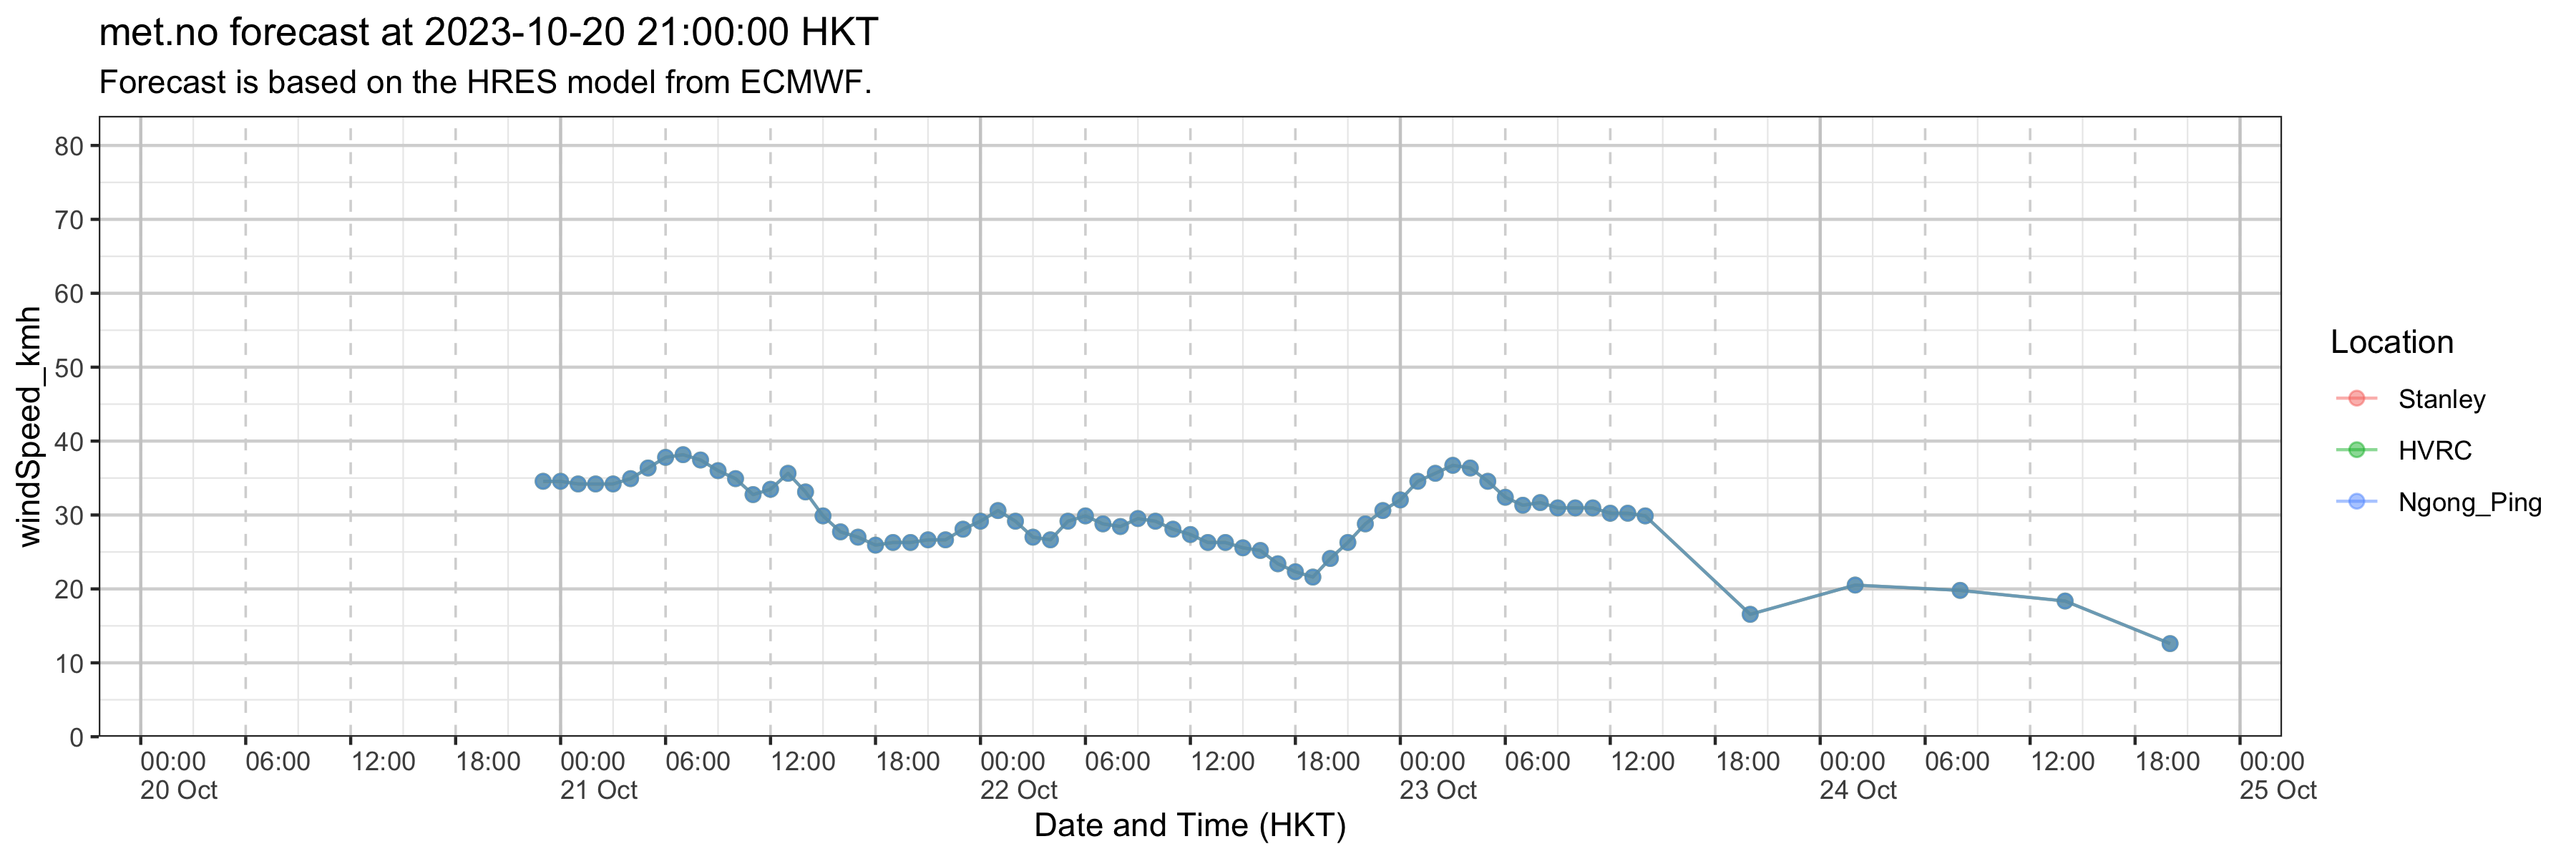 met.no forecast at 2023-10-20 21:00:00 HKT
Forecast is based on the HRES model from ECMWF.
80
70
60
50
40
30
20
10
0
windSpeed_kmh
00:00 06:00 12:00 18:00 00:00 06:00 12:00 18:00 00:00 06:00 12:00 18:00 00:00 06:00 12:00 18:00 00:00 06:00 12:00 18:00 00:00
20 Oct 21 Oct 22 Oct 23 Oct 24 Oct 25 Oct
Date and Time (HKT)
Location
Stanley
HVRC
Ngong_Ping